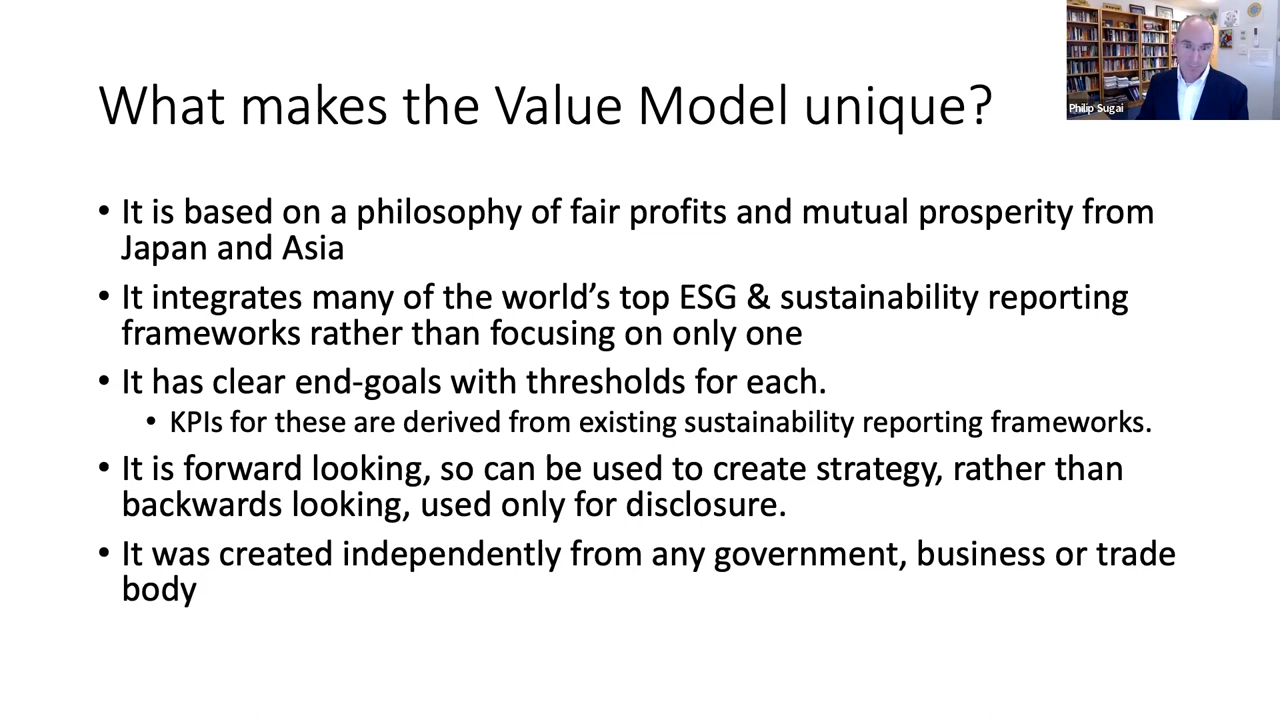 What makes the Value Model unique?
Philip Sugai
• It is based on a philosophy of fair profits and mutual prosperity from
Japan and Asia
• It integrates many of the world’s top ESG & sustainability reporting
frameworks rather than focusing on only one
• It has clear end-goals with thresholds for each.
• KPIs for these are derived from existing sustainability reporting frameworks.
• It is forward looking, so can be used to create strategy, rather than
backwards looking, used only for disclosure.
• It was created independently from any government, business or trade
body